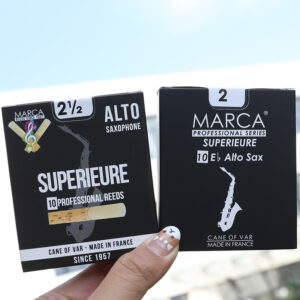 MARCA
2½
ALTO
SAXOPHONE
SUPERIEURE
10 PROFESSIONAL REEDS
CANE OF VAR - MADE IN FRANCE
SINCE 1957
2
MARCA®
PROFESSIONAL SERIES
SUPERIEURE
10 E♭ Alto Sax
CANE OF VAR
MADE IN FRANCE